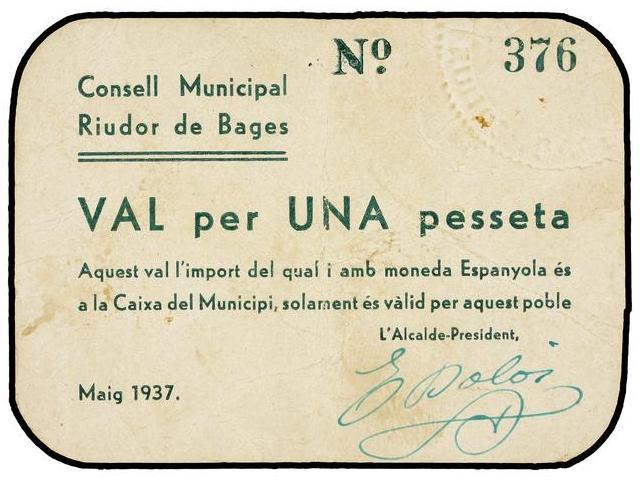 Nº 376
Consell Municipal
Riudor de Bages
VAL per UNA pesseta
Aquest val l'import del qual i amb moneda Espanyola és
a la Caixa del Municipi, solament és vàlid per aquest poble
L'Alcalde-President,
Maig 1937.